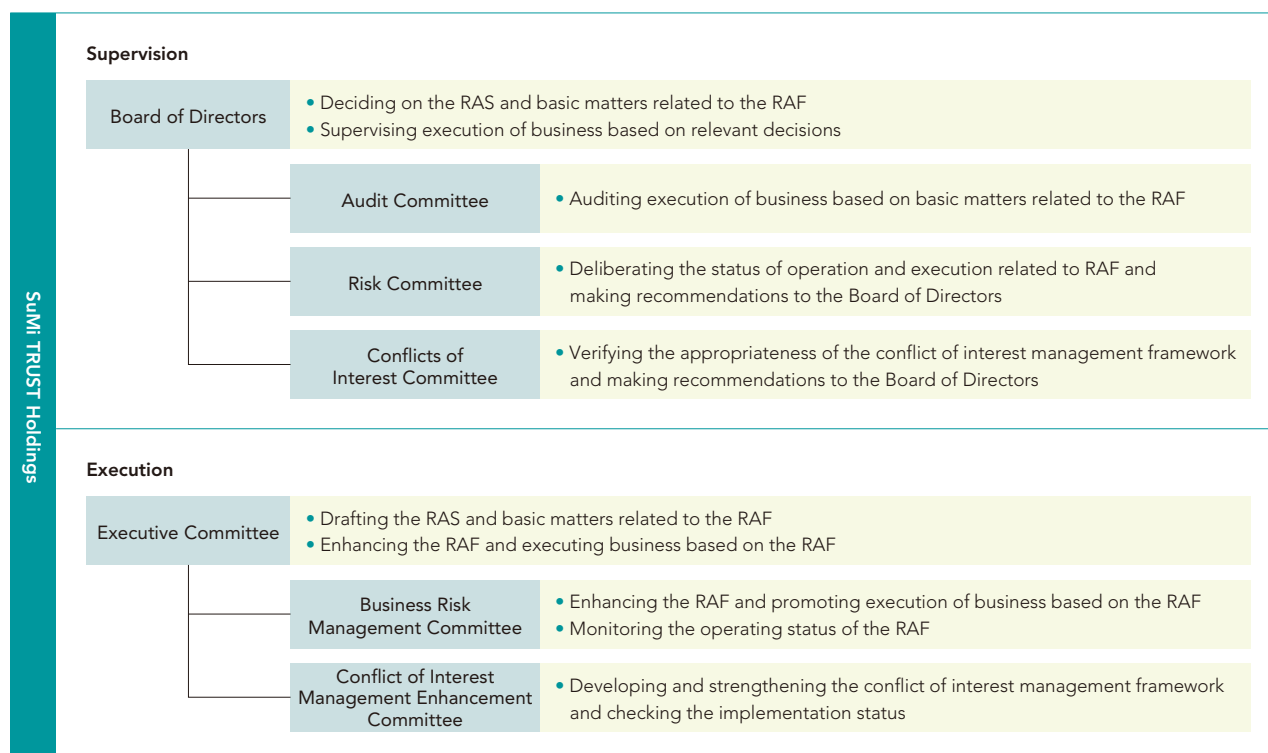 SuMi TRUST Holdings
Supervision
Board of Directors
• Deciding on the RAS and basic matters related to the RAF
• Supervising execution of business based on relevant decisions
Audit Committee
• Auditing execution of business based on basic matters related to the RAF
Risk Committee
• Deliberating the status of operation and execution related to RAF and
making recommendations to the Board of Directors
Conflicts of
Interest Committee
• Verifying the appropriateness of the conflict of interest management framework
and making recommendations to the Board of Directors
Execution
Executive Committee
• Drafting the RAS and basic matters related to the RAF
• Enhancing the RAF and executing business based on the RAF
Business Risk
Management Committee
• Enhancing the RAF and promoting execution of business based on the RAF
• Monitoring the operating status of the RAF
Conflict of Interest
Management Enhancement
Committee
• Developing and strengthening the conflict of interest management framework
and checking the implementation status